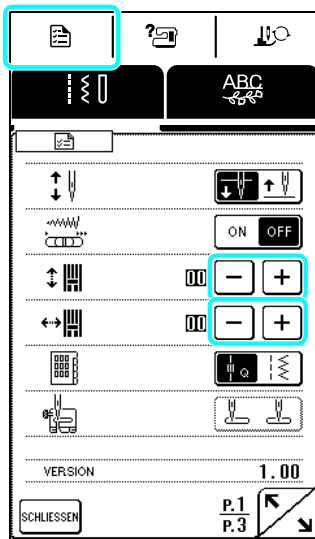 ?
ABC
ON OFF
00 - +
00 - +
Q
VERSION 1.00
SCHLIESSEN
P.1
P.3